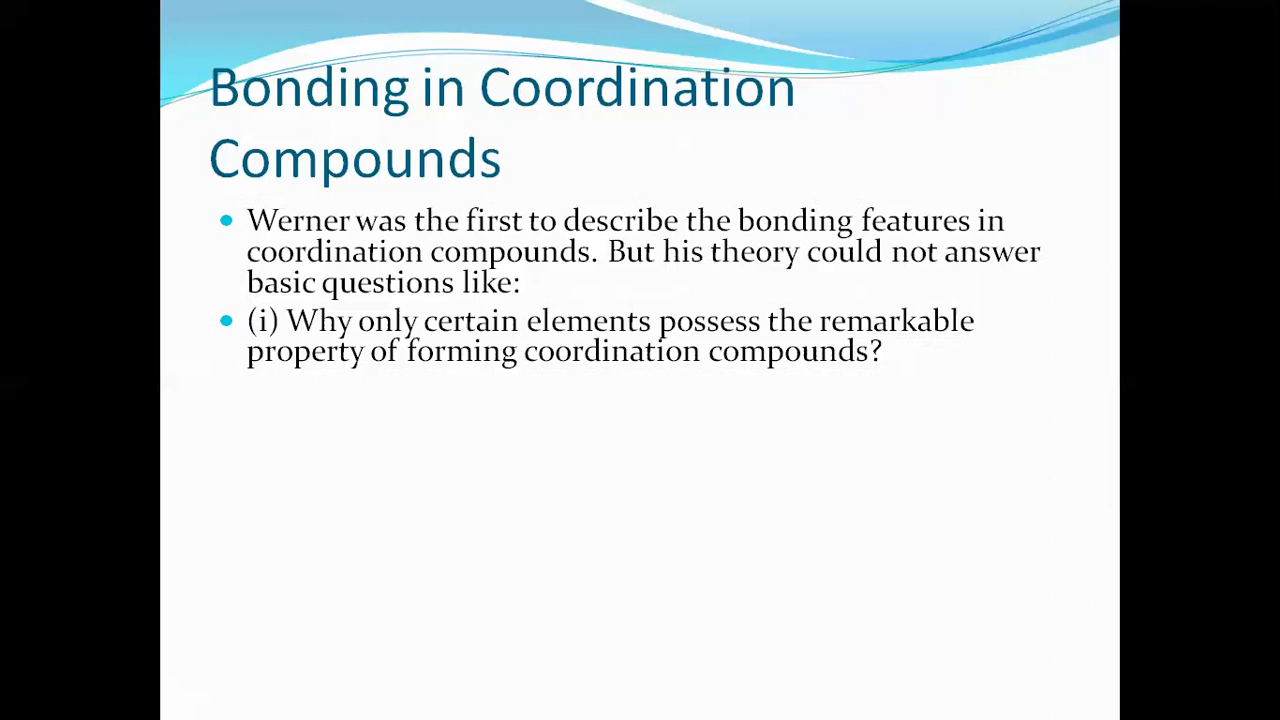 Bonding in Coordination
Compounds
• Werner was the first to describe the bonding features in
coordination compounds. But his theory could not answer
basic questions like:
• (i) Why only certain elements possess the remarkable
property of forming coordination compounds?